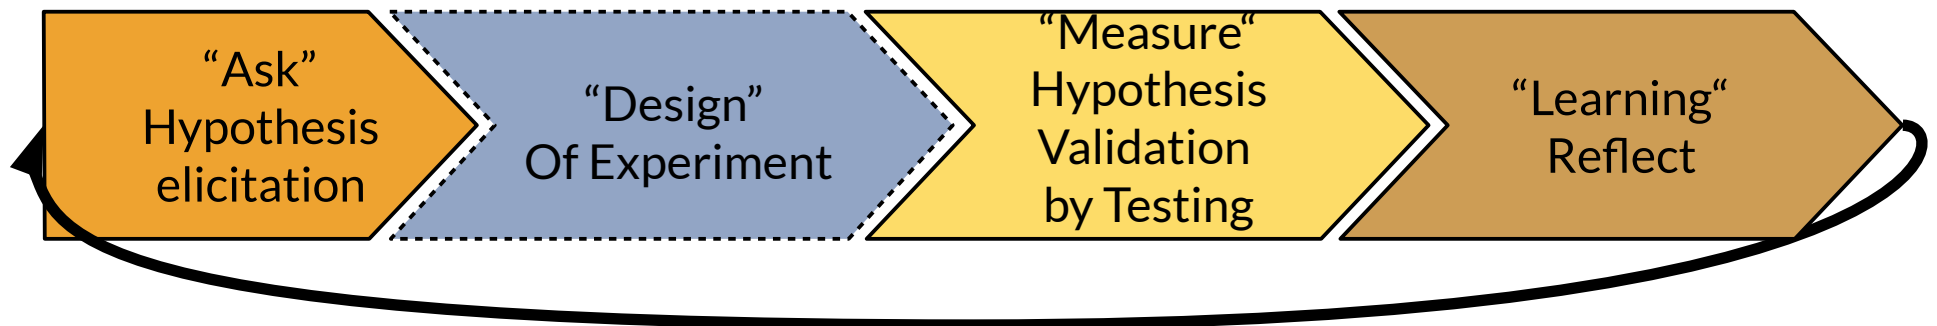 “Ask”
Hypothesis
elicitation
“Design”
Of Experiment
“Measure“
Hypothesis
Validation
by Testing
“Learning“
Reflect